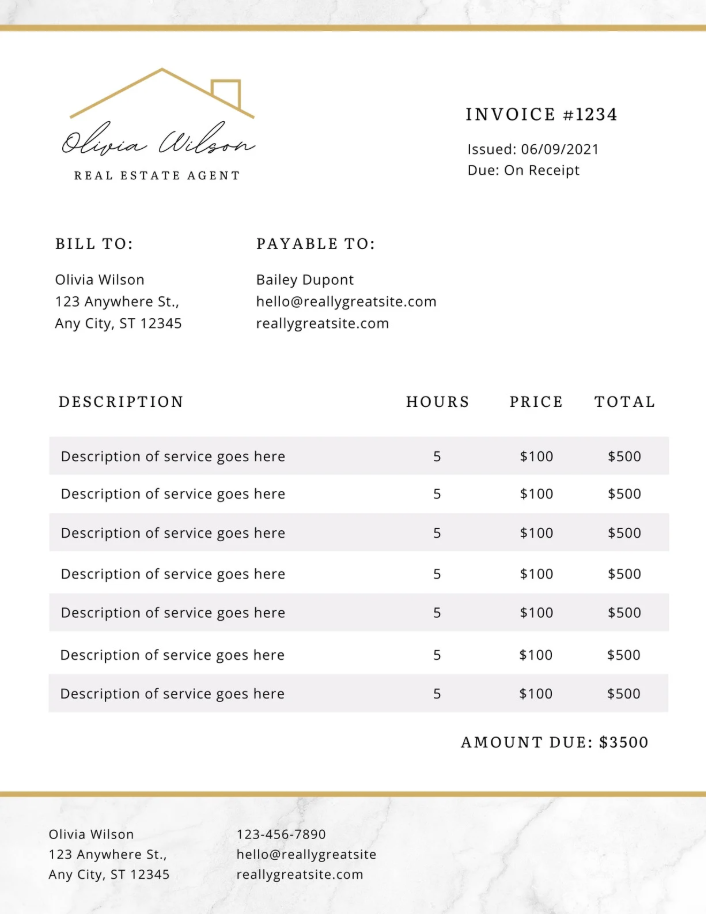 Olivia Wilson
REAL ESTATE AGENT
INVOICE #1234
Issued: 06/09/2021
Due: On Receipt
BILL TO:
Olivia Wilson
123 Anywhere St.,
Any City, ST 12345
PAYABLE TO:
Bailey Dupont
hello@reallygreatsite.com
reallygreatsite.com
DESCRIPTION HOURS PRICE TOTAL
Description of service goes here 5 $100 $500
Description of service goes here 5 $100 $500
Description of service goes here 5 $100 $500
Description of service goes here 5 $100 $500
Description of service goes here 5 $100 $500
Description of service goes here 5 $100 $500
Description of service goes here 5 $100 $500
AMOUNT DUE: $3500
Olivia Wilson
123 Anywhere St.,
Any City, ST 12345
123-456-7890
hello@reallygreatsite
reallygreatsite.com